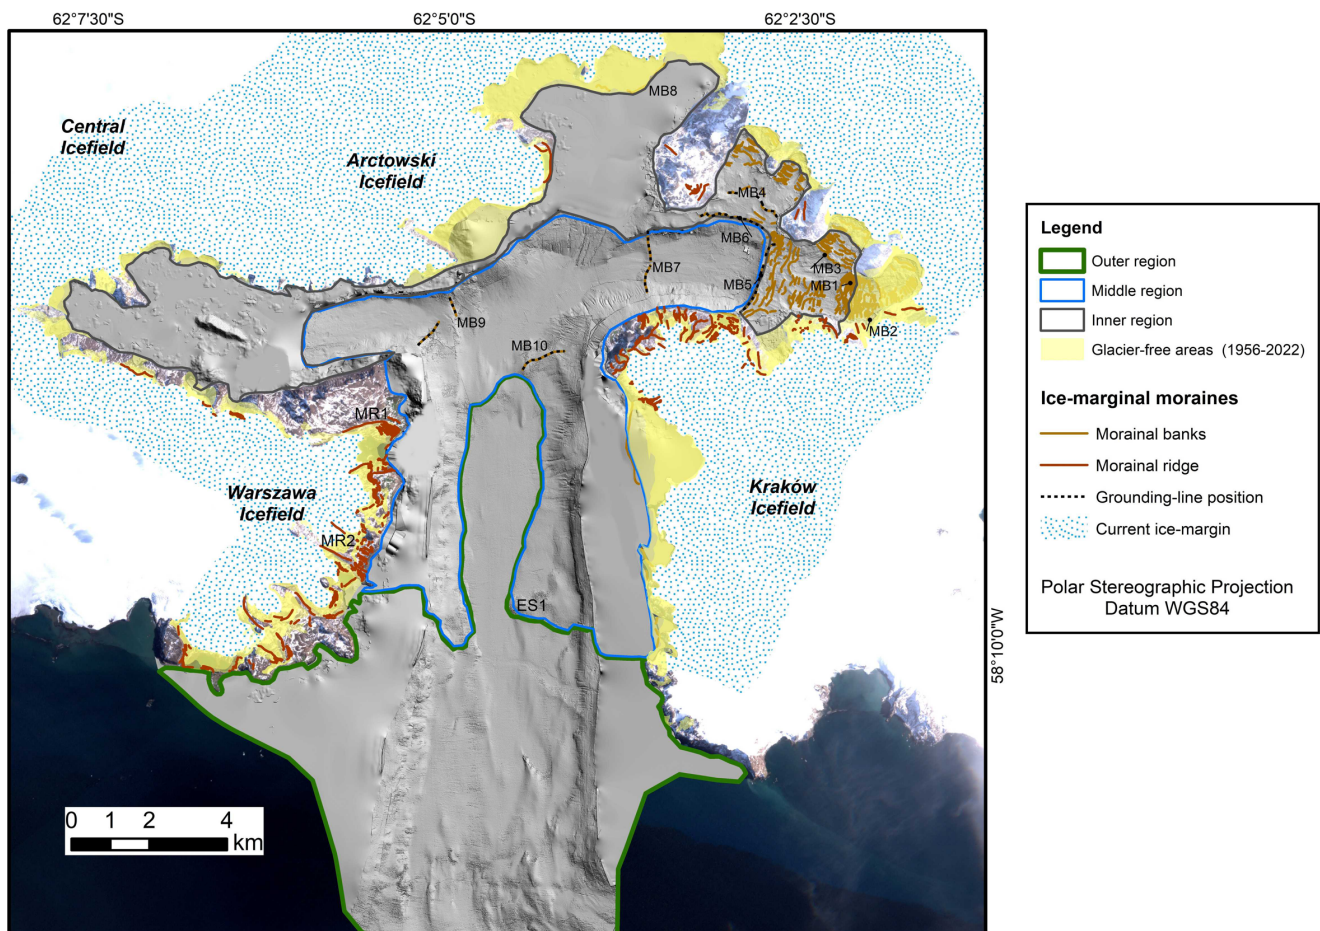 62°7'30"S
62°5'0"S
62°2'30"S
Central
Icefield
Arctowski
Icefield
MB8
MB4
MB6
MB7
MB3
MB5
MB1
MB2
MB9
MB10
MR1
Warszawa
Icefield
Kraków
Icefield
MR2
ES1
58°10'0"W
0 1 2 4
km
Legend
Outer region
Middle region
Inner region
Glacier-free areas (1956-2022)
Ice-marginal moraines
Morainal banks
Morainal ridge
Grounding-line position
Current ice-margin
Polar Stereographic Projection
Datum WGS84